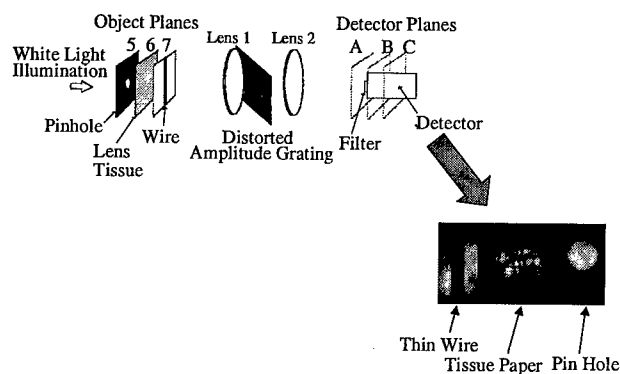 Object Planes
5 6 7
White Light
Illumination
Pinhole
Wire
Lens
Tissue
Lens 1
Lens 2
Distorted
Amplitude Grating
Detector Planes
A B C
Filter
Detector
Thin Wire
Tissue Paper
Pin Hole